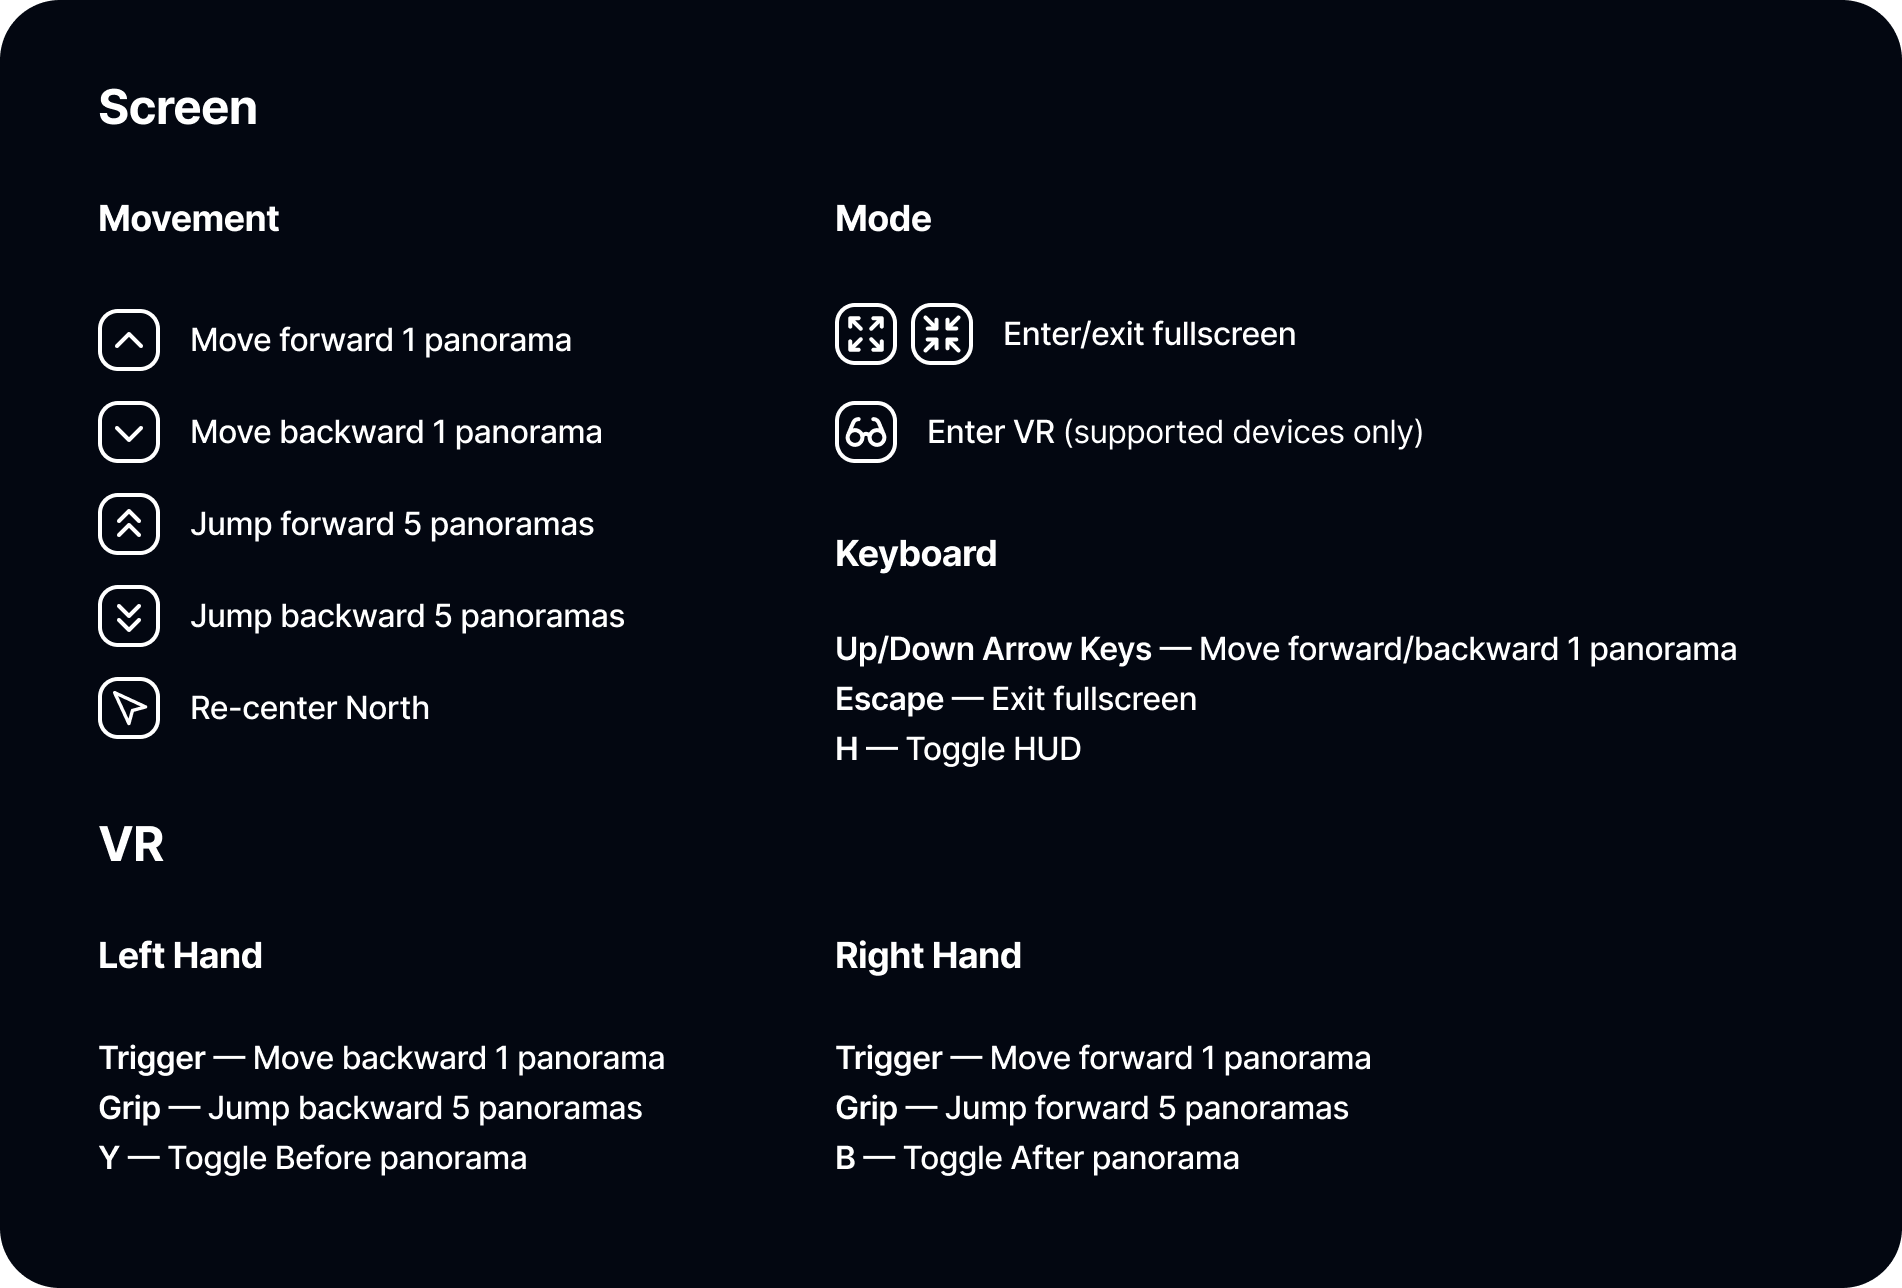 Screen
Movement
Move forward 1 panorama
Move backward 1 panorama
Jump forward 5 panoramas
Jump backward 5 panoramas
Re-center North
Mode
Enter/exit fullscreen
Enter VR (supported devices only)
Keyboard
Up/Down Arrow Keys — Move forward/backward 1 panorama
Escape — Exit fullscreen
H — Toggle HUD
VR
Left Hand
Trigger — Move backward 1 panorama
Grip — Jump backward 5 panoramas
Y — Toggle Before panorama
Right Hand
Trigger — Move forward 1 panorama
Grip — Jump forward 5 panoramas
B — Toggle After panorama